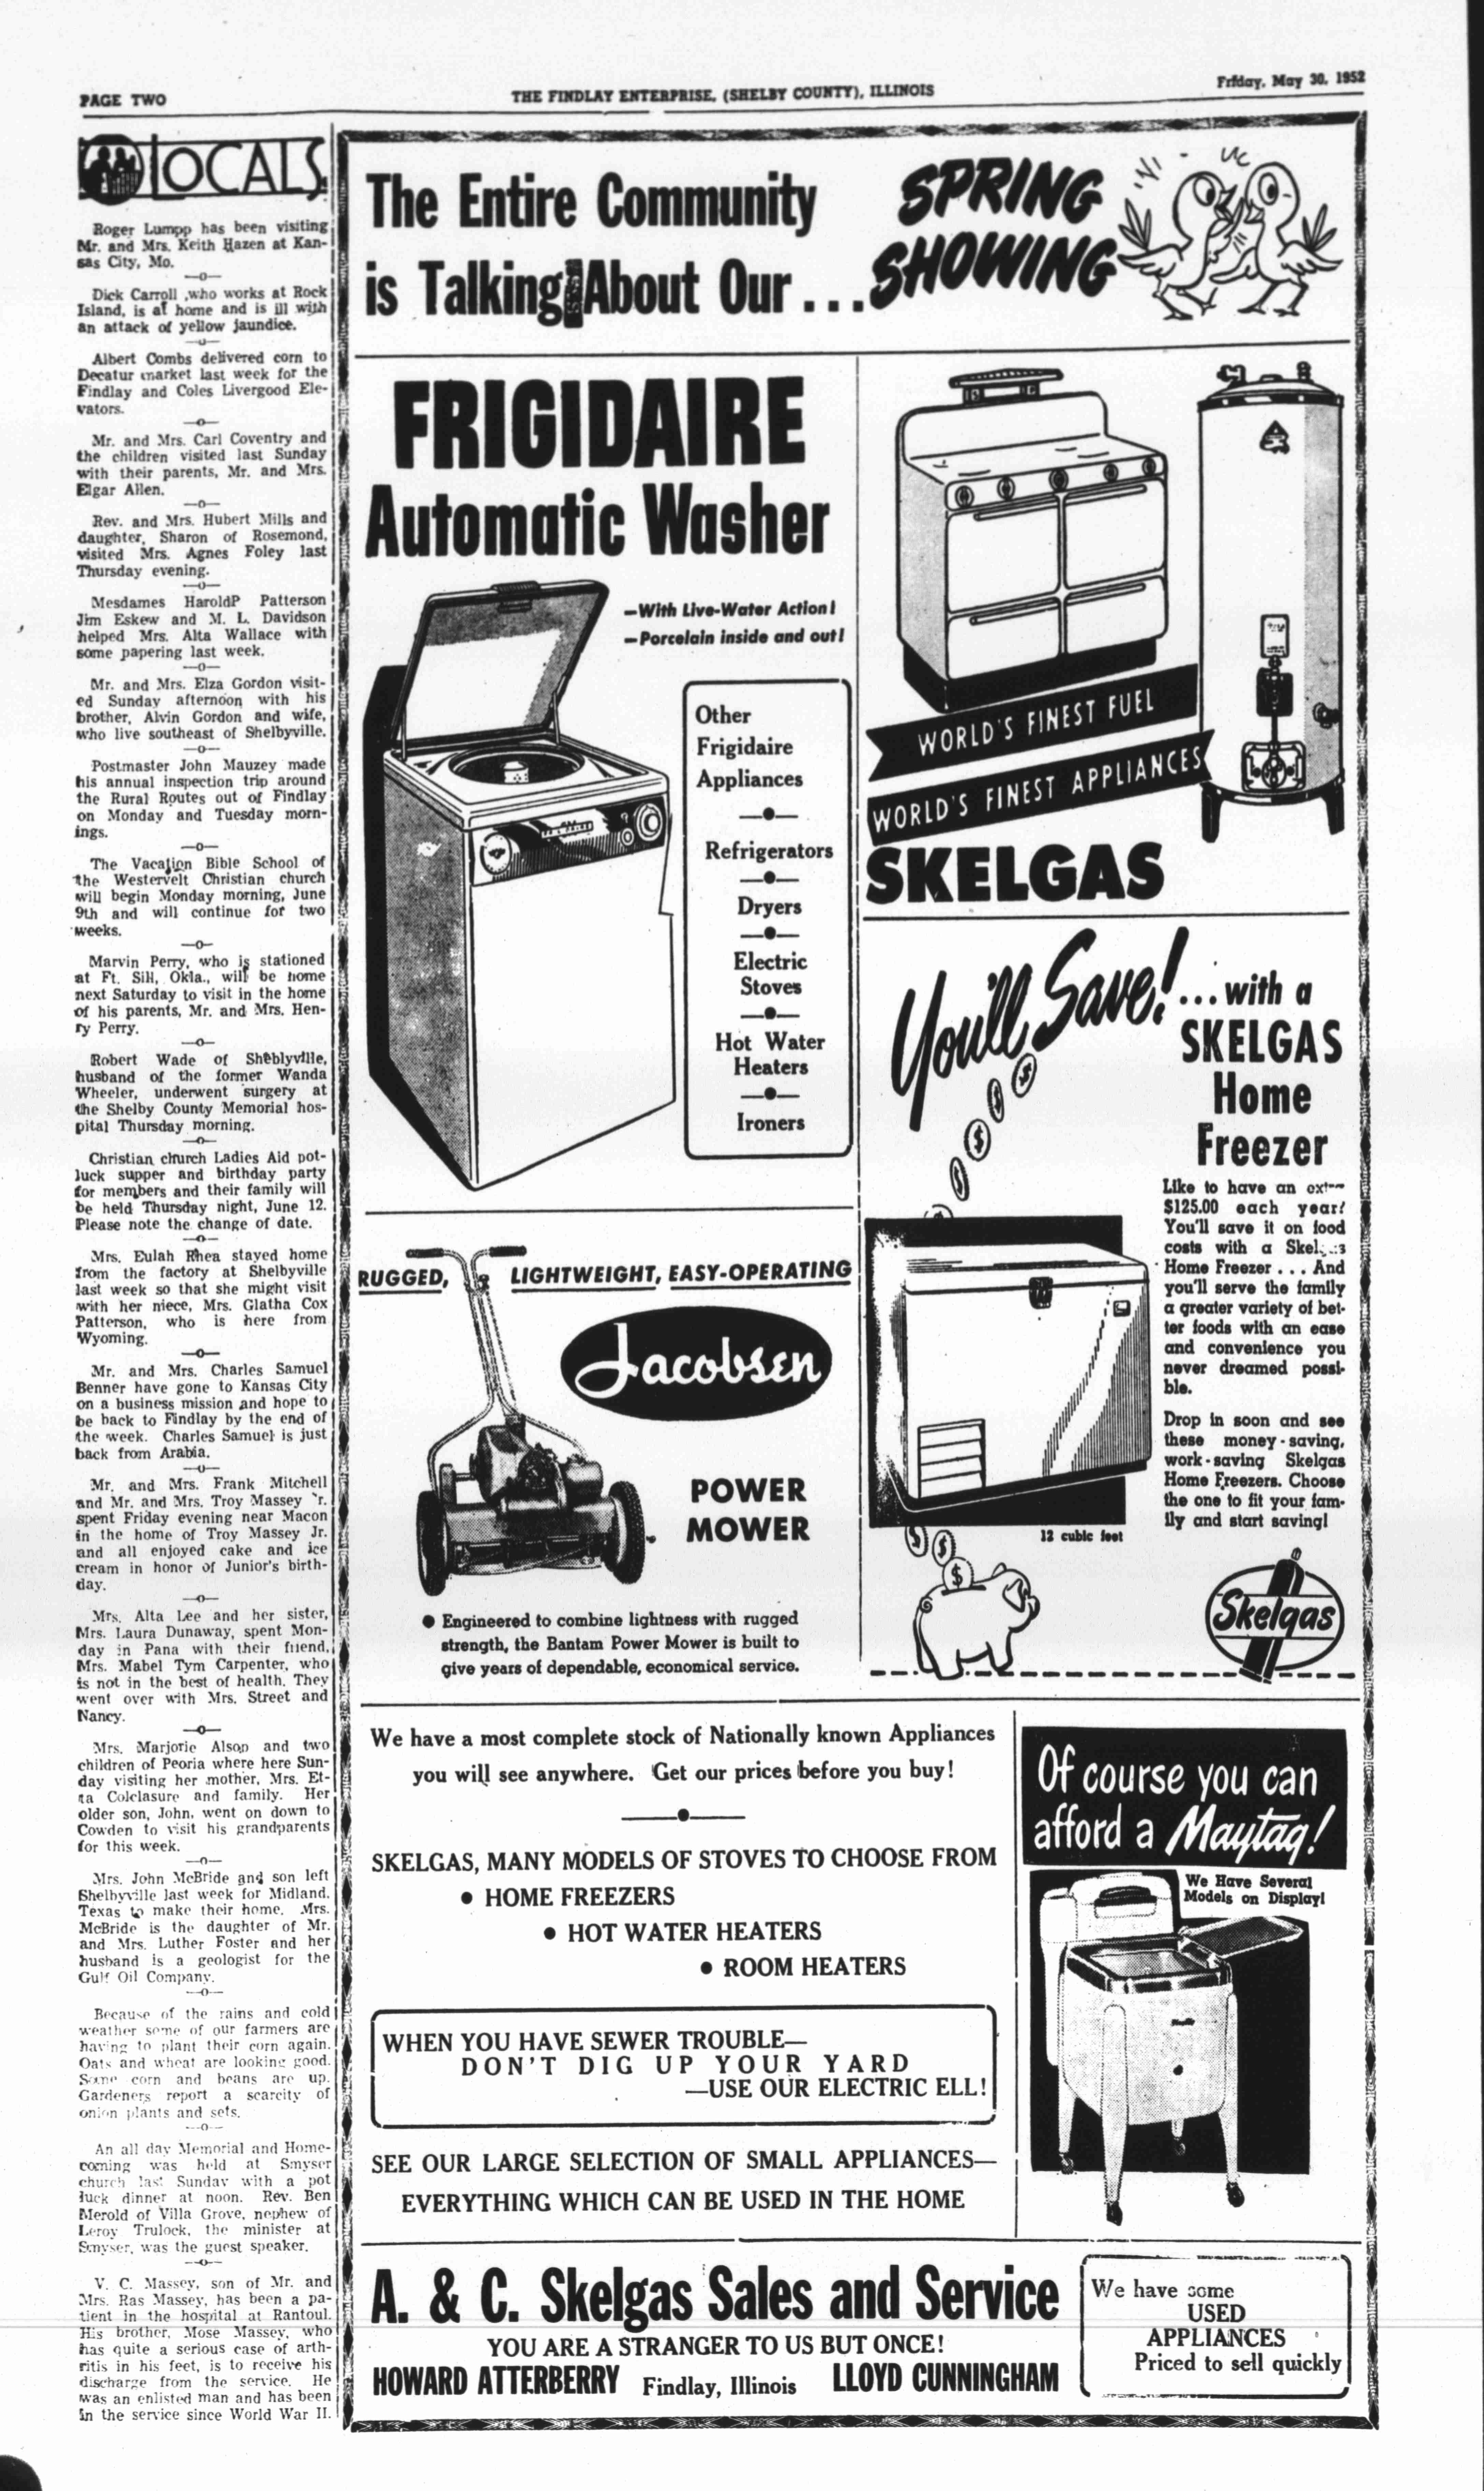 PAGE TWO
THE FINDLAY ENTERPRISE, (SHELBY COUNTY), ILLINOIS
Friday, May 30, 1952
LOCALS
Roger Lumpp has been visiting
Mr. and Mrs. Keith Hazen at Kan-
sas City, Mo.
—o—
Dick Carroll ,who works at Rock
Island, is at home and is ill with
an attack of yellow jaundice.
—o—
Albert Combs delivered corn to
Decatur market last week for the
Findlay and Coles Livergood Ele-
vators.
—o—
Mr. and Mrs. Carl Coventry and
the children visited last Sunday
with their parents, Mr. and Mrs.
Elgar Allen.
—o—
Rev. and Mrs. Hubert Mills and
daughter, Sharon of Rosemond,
visited Mrs. Agnes Foley last
Thursday evening.
—o—
Mesdames HaroldP Patterson
Jim Eskew and M. L. Davidson
helped Mrs. Alta Wallace with
some papering last week.
—o—
Mr. and Mrs. Elza Gordon visit-
ed Sunday afternoon with his
brother, Alvin Gordon and wife,
who live southeast of Shelbyville.
—o—
Postmaster John Mauzey made
his annual inspection trip around
the Rural Routes out of Findlay
on Monday and Tuesday morn-
ings.
—o—
The Vacation Bible School of
the Westervelt Christian church
will begin Monday morning, June
9th and will continue for two
weeks.
—o—
Marvin Perry, who is stationed
at Ft. Sill, Okla., will be home
next Saturday to visit in the home
of his parents, Mr. and Mrs. Hen-
ry Perry.
—o—
Robert Wade of Sheblyville,
husband of the former Wanda
Wheeler, underwent surgery at
the Shelby County Memorial hos-
pital Thursday morning.
—o—
Christian church Ladies Aid pot-
luck supper and birthday party
for members and their family will
be held Thursday night, June 12.
Please note the change of date.
—o—
Mrs. Eulah Rhea stayed home
from the factory at Shelbyville
last week so that she might visit
with her niece, Mrs. Glatha Cox
Patterson, who is here from
Wyoming.
—o—
Mr. and Mrs. Charles Samuel
Benner have gone to Kansas City
on a business mission and hope to
be back to Findlay by the end of
the week. Charles Samuel is just
back from Arabia.
—o—
Mr. and Mrs. Frank Mitchell
and Mr. and Mrs. Troy Massey
spent Friday evening near Macon
in the home of Troy Massey Jr.
and all enjoyed cake and ice
cream in honor of Junior's birth-
day.
—o—
Mrs. Alta Lee and her sister,
Mrs. Laura Dunaway, spent Mon-
day in Pana with their friend,
Mrs. Mabel Tym Carpenter, who
is not in the best of health. They
went over with Mrs. Street and
Nancy.
—o—
Mrs. Marjorie Alsop and two
children of Peoria where here Sun-
day visiting her mother, Mrs. Et-
ta Colclasure and family. Her
older son, John, went on down to
Cowden to visit his grandparents
for this week.
—o—
Mrs. John McBride and son left
Shelbyville last week for Midland,
Texas to make their home. Mrs.
McBride is the daughter of Mr.
and Mrs. Luther Foster and her
husband is a geologist for the
Gulf Oil Company.
—o—
Because of the rains and cold
weather some of our farmers are
having to plant their corn again.
Oats and wheat are looking good.
Some corn and beans are up.
Gardeners report a scarcity of
onion plants and sets.
—o—
An all day Memorial and Home-
coming was held at Smyser
church last Sunday with a pot
luck dinner at noon. Rev. Ben
Merold of Villa Grove, nephew of
Leroy Trulock, the minister at
Smyser, was the guest speaker.
—o—
V. C. Massey, son of Mr. and
Mrs. Ras Massey, has been a pa-
tient in the hospital at Rantoul.
His brother, Mose Massey, who
has quite a serious case of arth-
ritis in his feet, is to receive his
discharge from the service. He
was an enlisted man and has been
in the service since World War II.
The Entire Community
is Talking About Our . . .
SPRING
SHOWING
FRIGIDAIRE
Automatic Washer
—With Live-Water Action!
—Porcelain inside and out!
Other
Frigidaire
Appliances
Refrigerators
Dryers
Electric
Stoves
Hot Water
Heaters
Ironers
WORLD'S FINEST FUEL
WORLD'S FINEST APPLIANCES
SKELGAS
You'll Save!
. . . with a
SKELGAS
Home
Freezer
Like to have an
$125.00 each year?
You'll save it on food
costs with a
Home Freezer . . . And
you'll serve the family
a greater variety of bet-
ter foods with an ease
and convenience you
never dreamed possi-
ble.
Drop in soon and see
these money-saving,
work-saving Skelgas
Home Freezers. Choose
the one to fit your fam-
ily and start saving!
12 cubic feet
Skelgas
RUGGED, LIGHTWEIGHT, EASY-OPERATING
Jacobsen
POWER
MOWER
● Engineered to combine lightness with rugged
strength, the Bantam Power Mower is built to
give years of dependable, economical service.
We have a most complete stock of Nationally known Appliances
you will see anywhere. Get our prices before you buy!
SKELGAS, MANY MODELS OF STOVES TO CHOOSE FROM
● HOME FREEZERS
● HOT WATER HEATERS
● ROOM HEATERS
WHEN YOU HAVE SEWER TROUBLE—
DON'T DIG UP YOUR YARD
—USE OUR ELECTRIC ELL!
SEE OUR LARGE SELECTION OF SMALL APPLIANCES—
EVERYTHING WHICH CAN BE USED IN THE HOME
Of course you can
afford a Maytag!
We Have Several
Models on Display!
A. & C. Skelgas Sales and Service
YOU ARE A STRANGER TO US BUT ONCE!
HOWARD ATTERBERRY Findlay, Illinois LLOYD CUNNINGHAM
We have some
USED
APPLIANCES
Priced to sell quickly